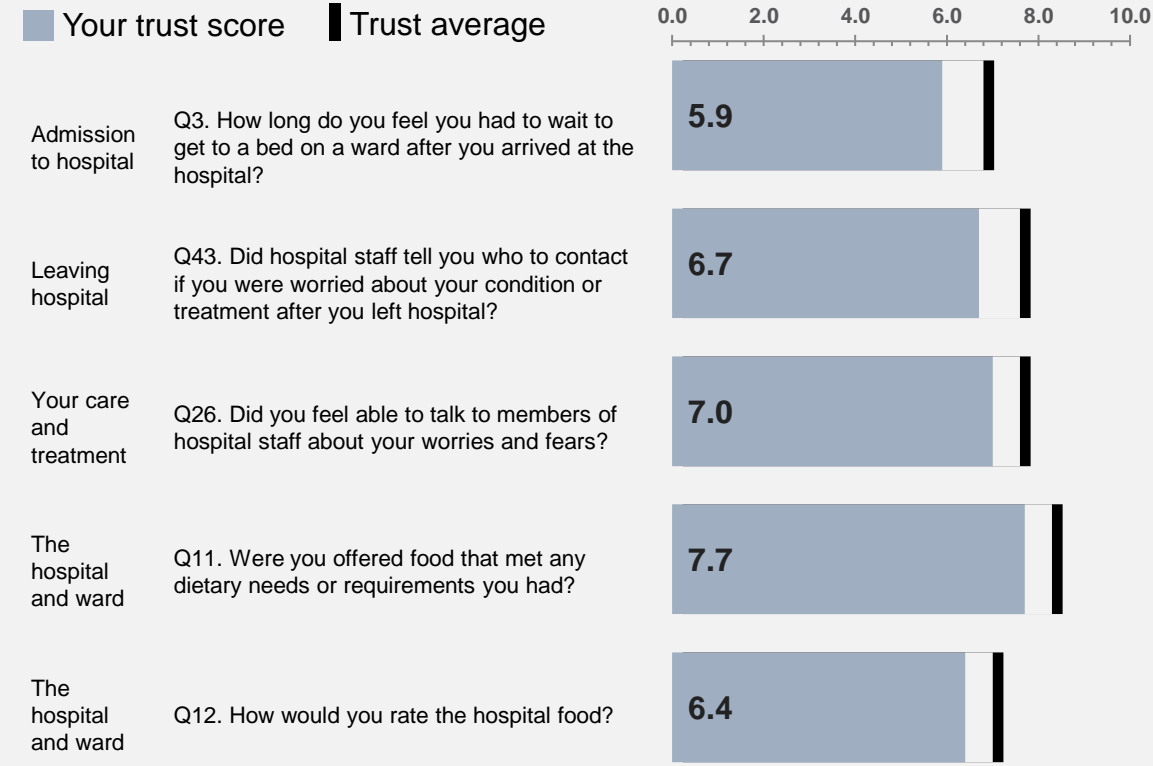 Your trust score
Trust average
0.0 2.0 4.0 6.0 8.0 10.0
Admission
to hospital
Q3. How long do you feel you had to wait to
get to a bed on a ward after you arrived at the
hospital?
5.9
Leaving
hospital
Q43. Did hospital staff tell you who to contact
if you were worried about your condition or
treatment after you left hospital?
6.7
Your care
and
treatment
Q26. Did you feel able to talk to members of
hospital staff about your worries and fears?
7.0
The
hospital
and ward
Q11. Were you offered food that met any
dietary needs or requirements you had?
7.7
The
hospital
and ward
Q12. How would you rate the hospital food?
6.4